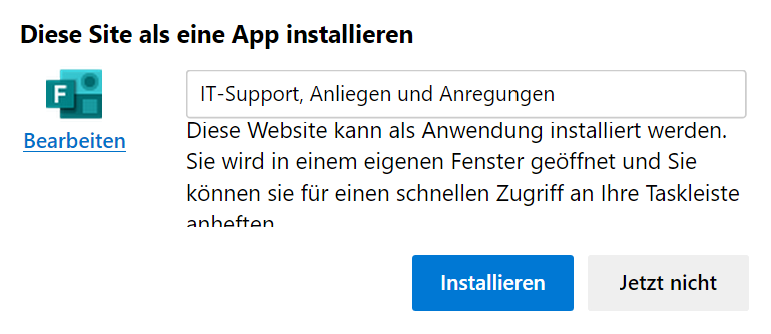 Diese Site als eine App installieren
F
IT-Support, Anliegen und Anregungen
Bearbeiten
Diese Website kann als Anwendung installiert werden.
Sie wird in einem eigenen Fenster geöffnet und Sie
können sie für einen schnellen Zugriff an Ihre Taskleiste
anheften
Installieren
Jetzt nicht